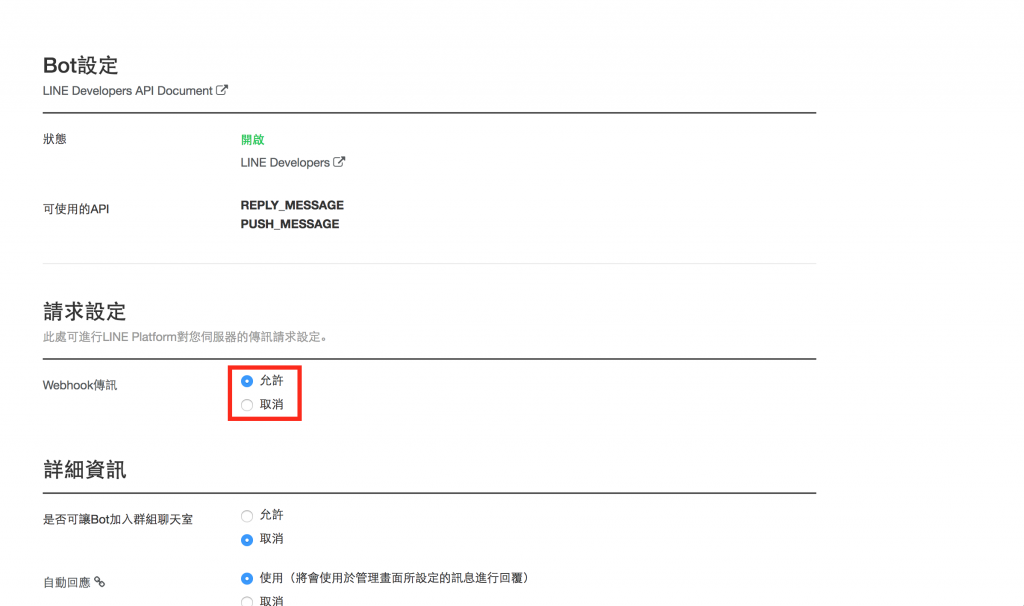 Bot設定
LINE Developers API Document
狀態
開啟
LINE Developers
可使用的API
REPLY_MESSAGE
PUSH_MESSAGE
請求設定
此處可進行LINE Platform對您伺服器的傳訊請求設定。
Webhook傳訊
允許
取消
詳細資訊
是否可讓Bot加入群組聊天室
允許
取消
自動回應
使用（將會使用於管理畫面所設定的訊息進行回覆）
取消